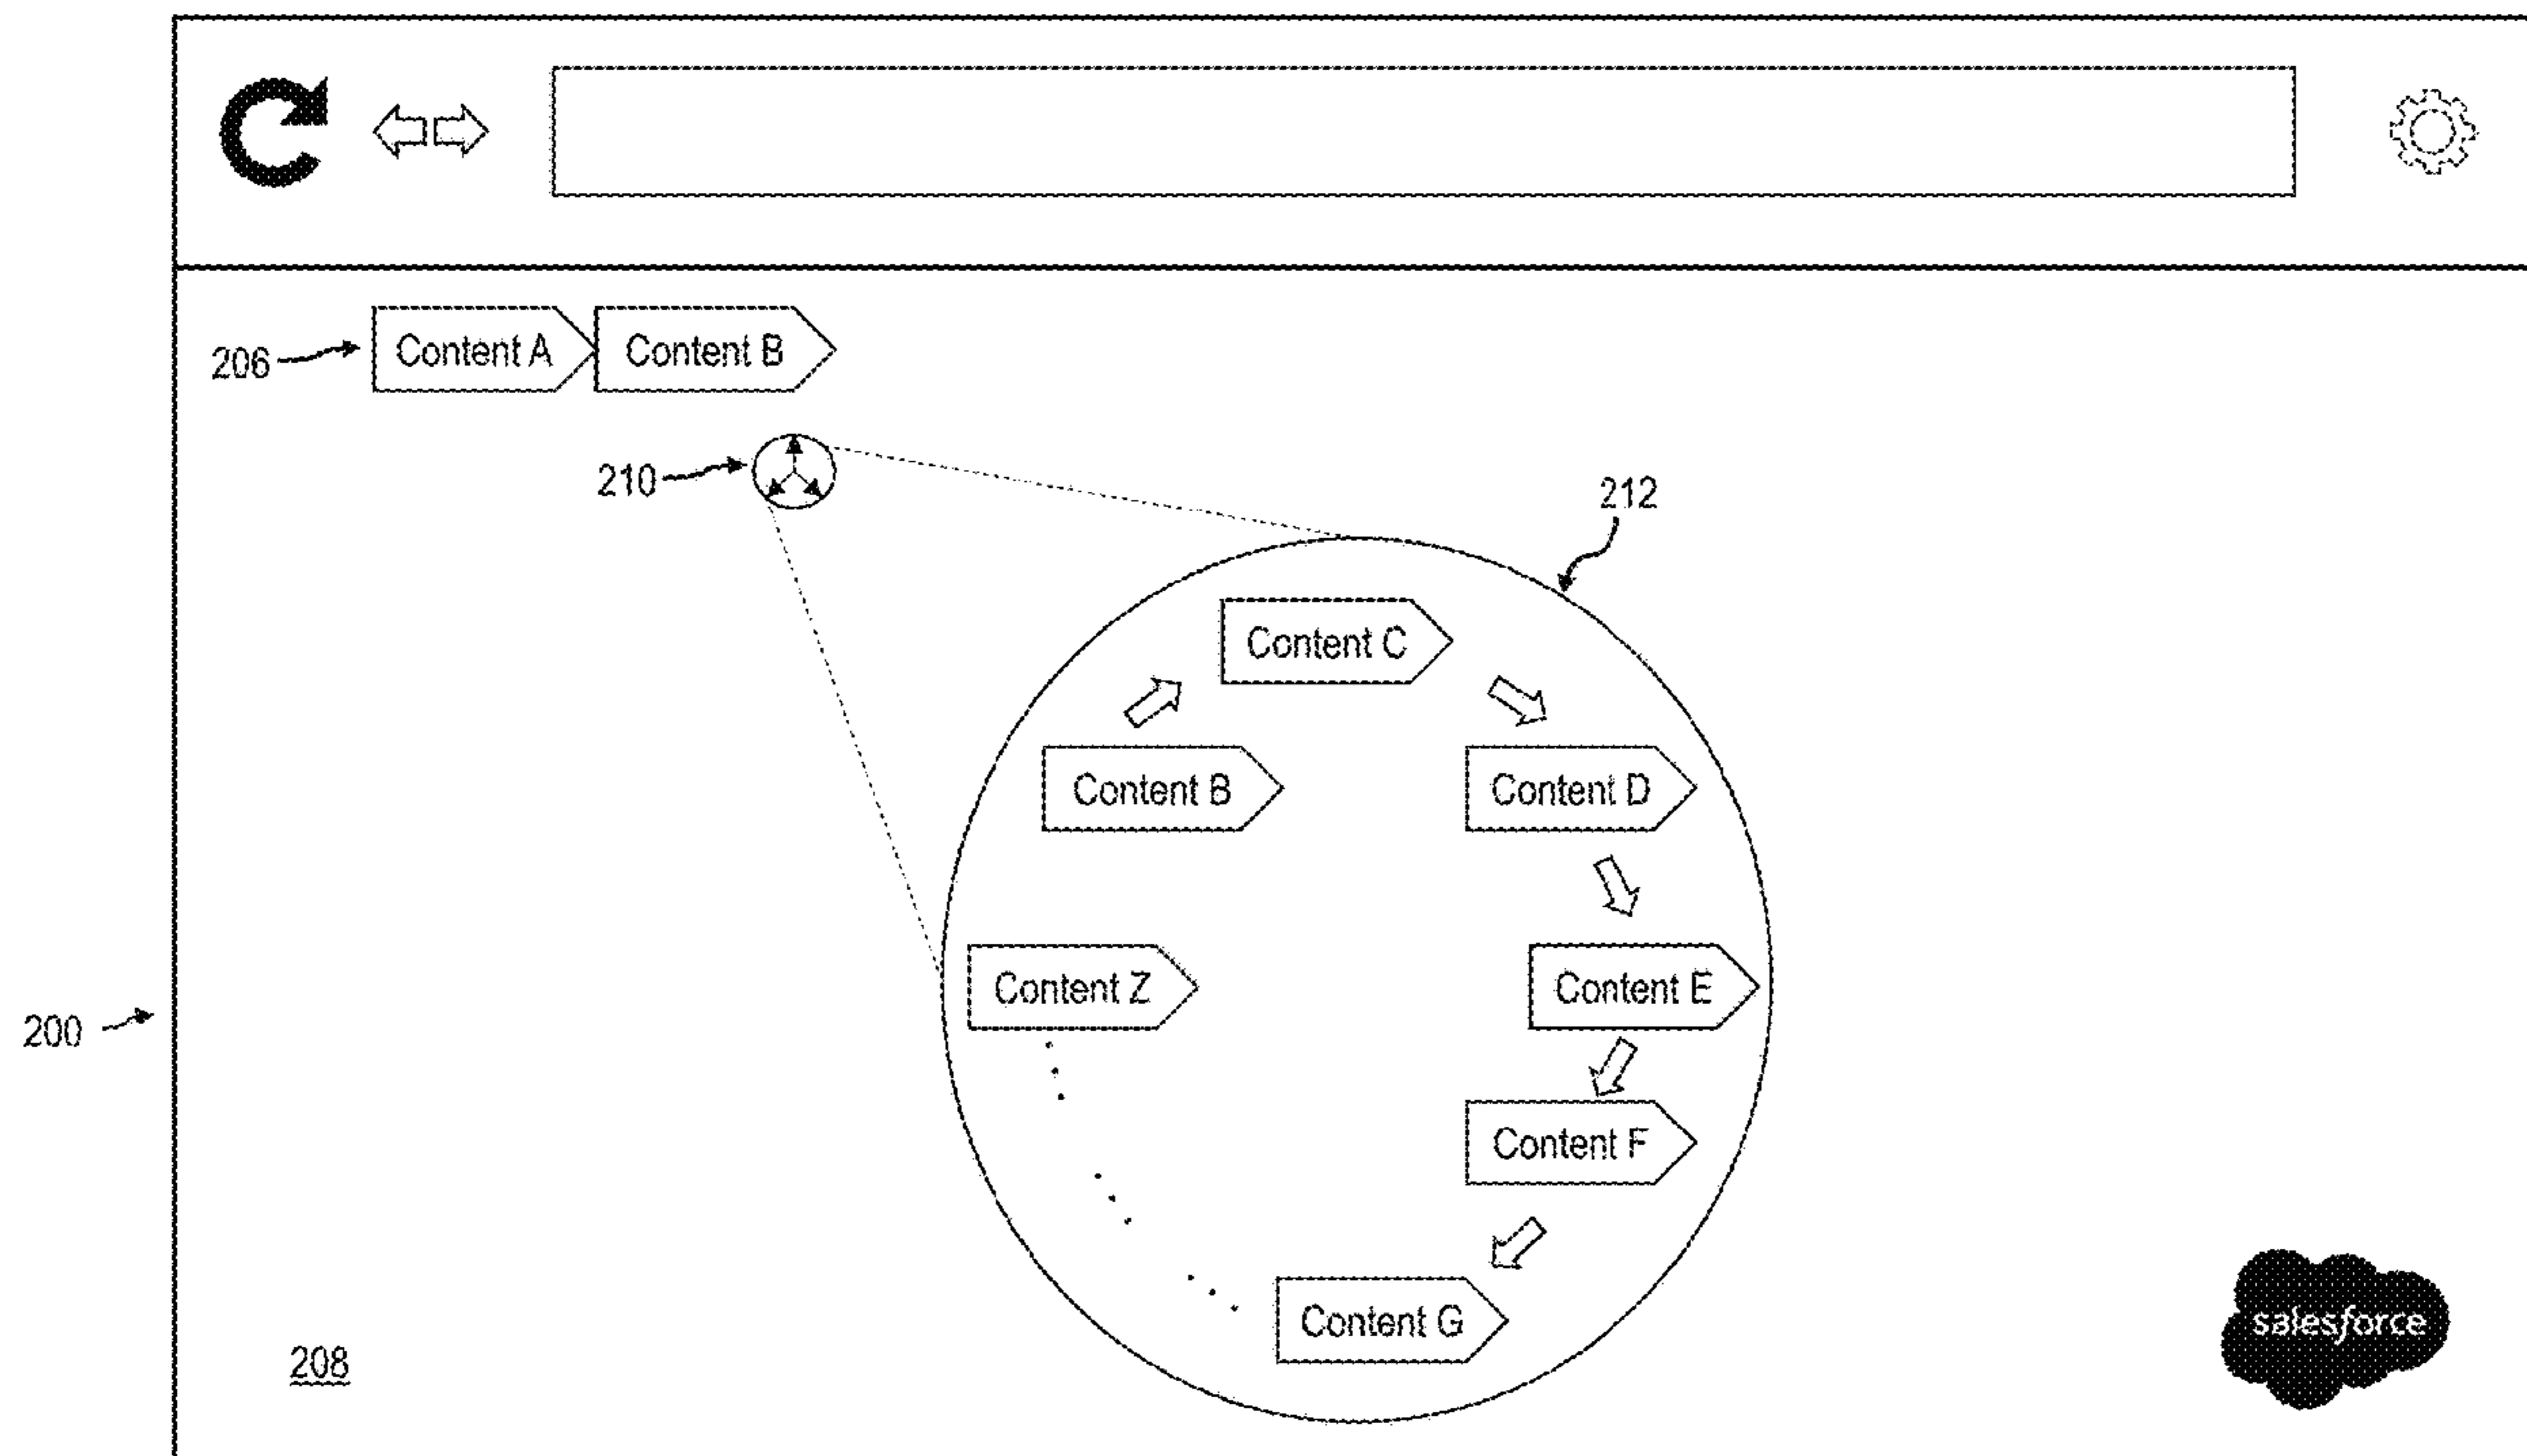 206 Content A Content B
210
212
Content C
Content B Content D
Content Z Content E
200
Content F
Content G
salesforce
208